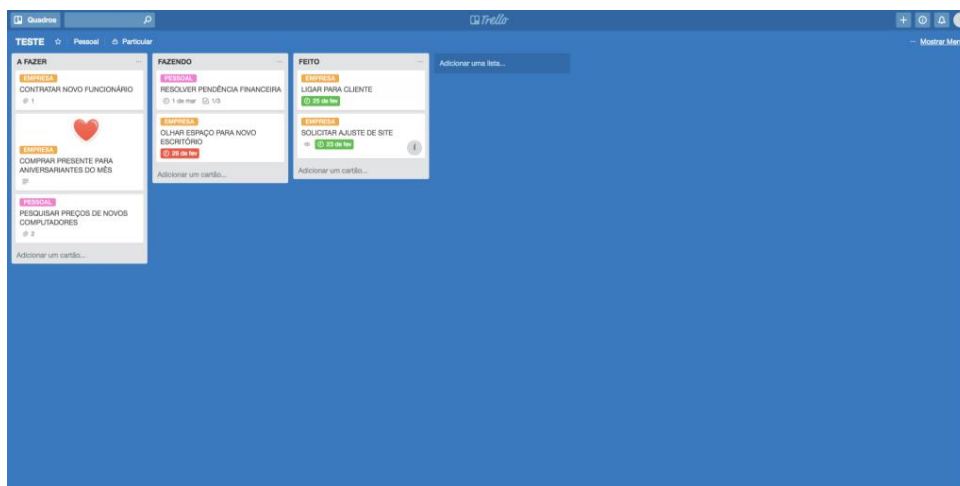 Quadros
Trello
TESTE
Pessoal
Particular
Mostrar Men
A FAZER
EMPRESA
CONTRATAR NOVO FUNCIONÁRIO
1
EMPRESA
COMPRAR PRESENTE PARA
ANIVERSARIANTES DO MÊS
PESSOAL
PESQUISAR PREÇOS DE NOVOS
COMPUTADORES
2
Adicionar um cartão...
FAZENDO
PESSOAL
RESOLVER PENDÊNCIA FINANCEIRA
1 de mar 1/3
EMPRESA
OLHAR ESPAÇO PARA NOVO
ESCRITÓRIO
Adicionar um cartão...
FEITO
EMPRESA
LIGAR PARA CLIENTE
25 de fev
EMPRESA
SOLICITAR AJUSTE DE SITE
23 de fev
Adicionar um cartão...
Adicionar uma lista...